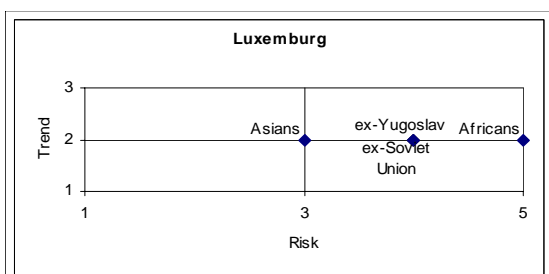 Luxemburg
3
Asians
ex-Yugoslav
Africans
Trend
2
ex-Soviet
Union
1
1
3
5
Risk